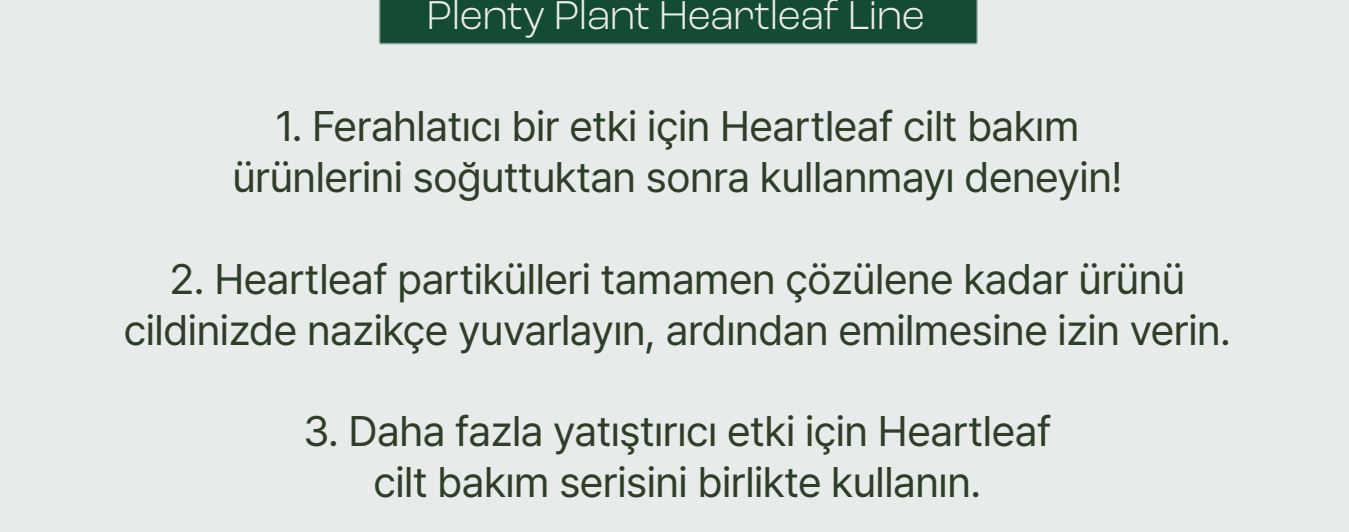 Plenty Plant Heartleaf Line
1. Ferahlatıcı bir etki için Heartleaf cilt bakım
ürünlerini soğuttuktan sonra kullanmayı deneyin!
2. Heartleaf partikülleri tamamen çözülene kadar ürünü
cildinizde nazikçe yuvarlayın, ardından emilmesine izin verin.
3. Daha fazla yatıştırıcı etki için Heartleaf
cilt bakım serisini birlikte kullanın.